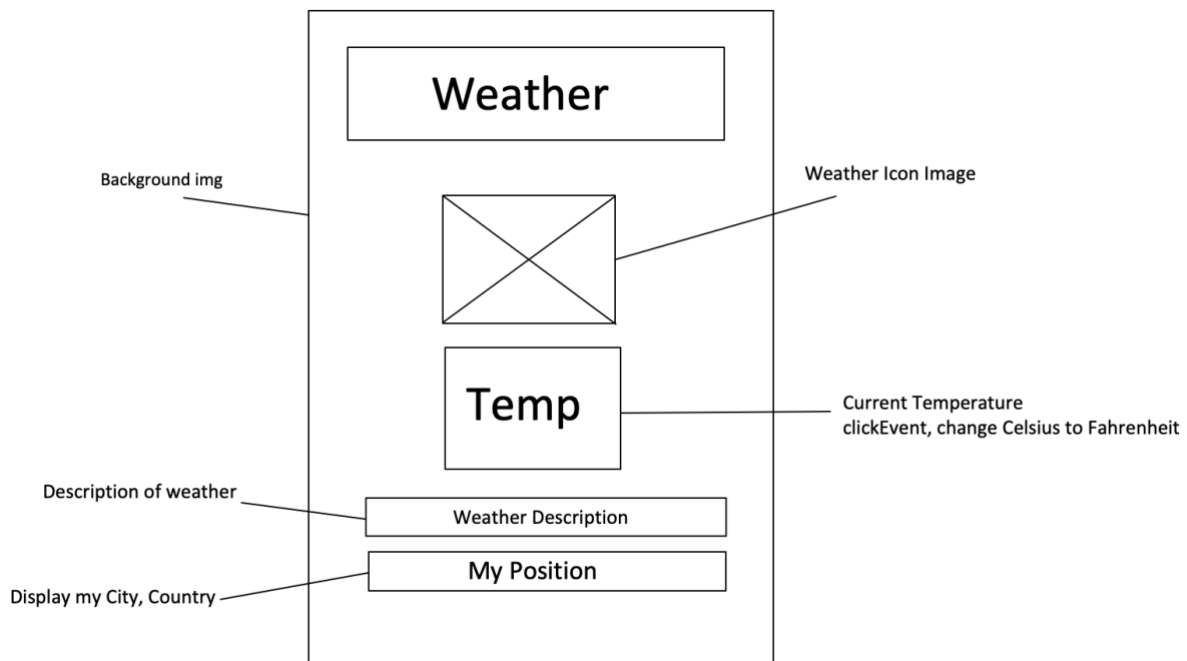 Weather
Background img
Weather Icon Image
Temp
Current Temperature
clickEvent, change Celsius to Fahrenheit
Description of weather
Weather Description
My Position
Display my City, Country